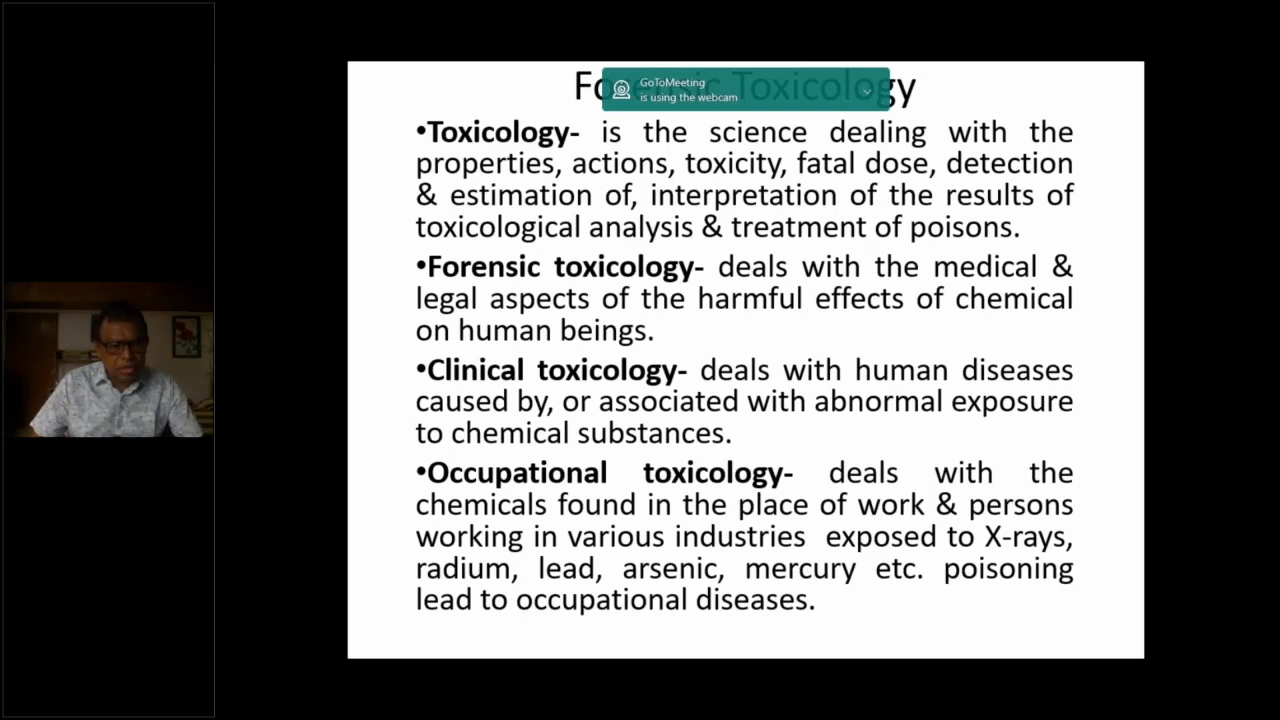 Forensic Toxicology
GoToMeeting
is using the webcam
•Toxicology- is the science dealing with the
properties, actions, toxicity, fatal dose, detection
& estimation of, interpretation of the results of
toxicological analysis & treatment of poisons.
•Forensic toxicology- deals with the medical &
legal aspects of the harmful effects of chemical
on human beings.
•Clinical toxicology- deals with human diseases
caused by, or associated with abnormal exposure
to chemical substances.
•Occupational toxicology- deals with the
chemicals found in the place of work & persons
working in various industries exposed to X-rays,
radium, lead, arsenic, mercury etc. poisoning
lead to occupational diseases.